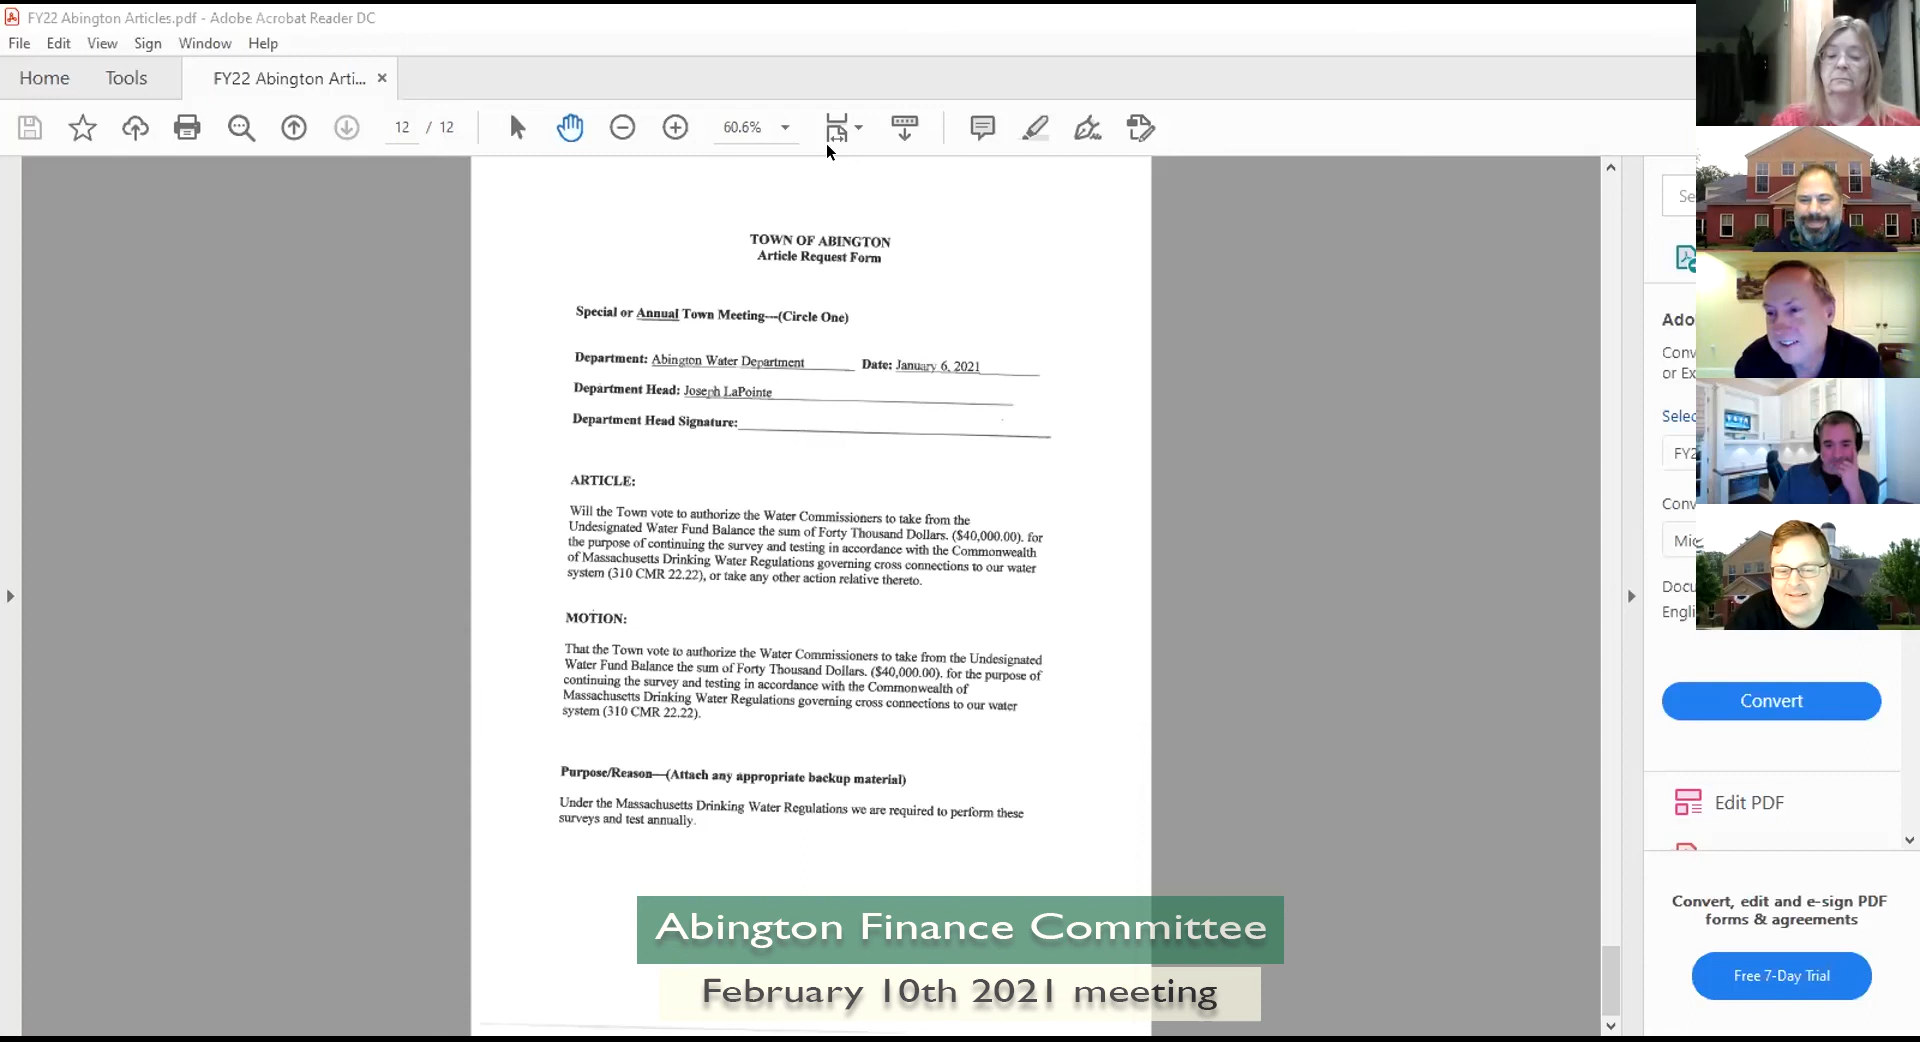 FY22 Abington Articles.pdf - Adobe Acrobat Reader DC
File Edit View Sign Window Help
Home Tools FY22 Abington Arti... ×
12 / 12 60.6%
TOWN OF ABINGTON
Article Request Form
Special or Annual Town Meeting---(Circle One)
Department: Abington Water Department Date: January 6, 2021
Department Head: Joseph LaPointe
Department Head Signature:
ARTICLE:
Will the Town vote to authorize the Water Commissioners to take from the
Undesignated Water Fund Balance the sum of Forty Thousand Dollars. ($40,000.00). for
the purpose of continuing the survey and testing in accordance with the Commonwealth
of Massachusetts Drinking Water Regulations governing cross connections to our water
system (310 CMR 22.22), or take any other action relative thereto.
MOTION:
That the Town vote to authorize the Water Commissioners to take from the Undesignated
Water Fund Balance the sum of Forty Thousand Dollars. ($40,000.00). for the purpose of
continuing the survey and testing in accordance with the Commonwealth of
Massachusetts Drinking Water Regulations governing cross connections to our water
system (310 CMR 22.22).
Purpose/Reason—(Attach any appropriate backup material)
Under the Massachusetts Drinking Water Regulations we are required to perform these
surveys and test annually.
Se
Ado
Conv
or Ex
Selec
FY2
Conv
Mic
Docu
Engli
Convert
Edit PDF
Convert, edit and e-sign PDF
forms & agreements
Free 7-Day Trial
Abington Finance Committee
February 10th 2021 meeting